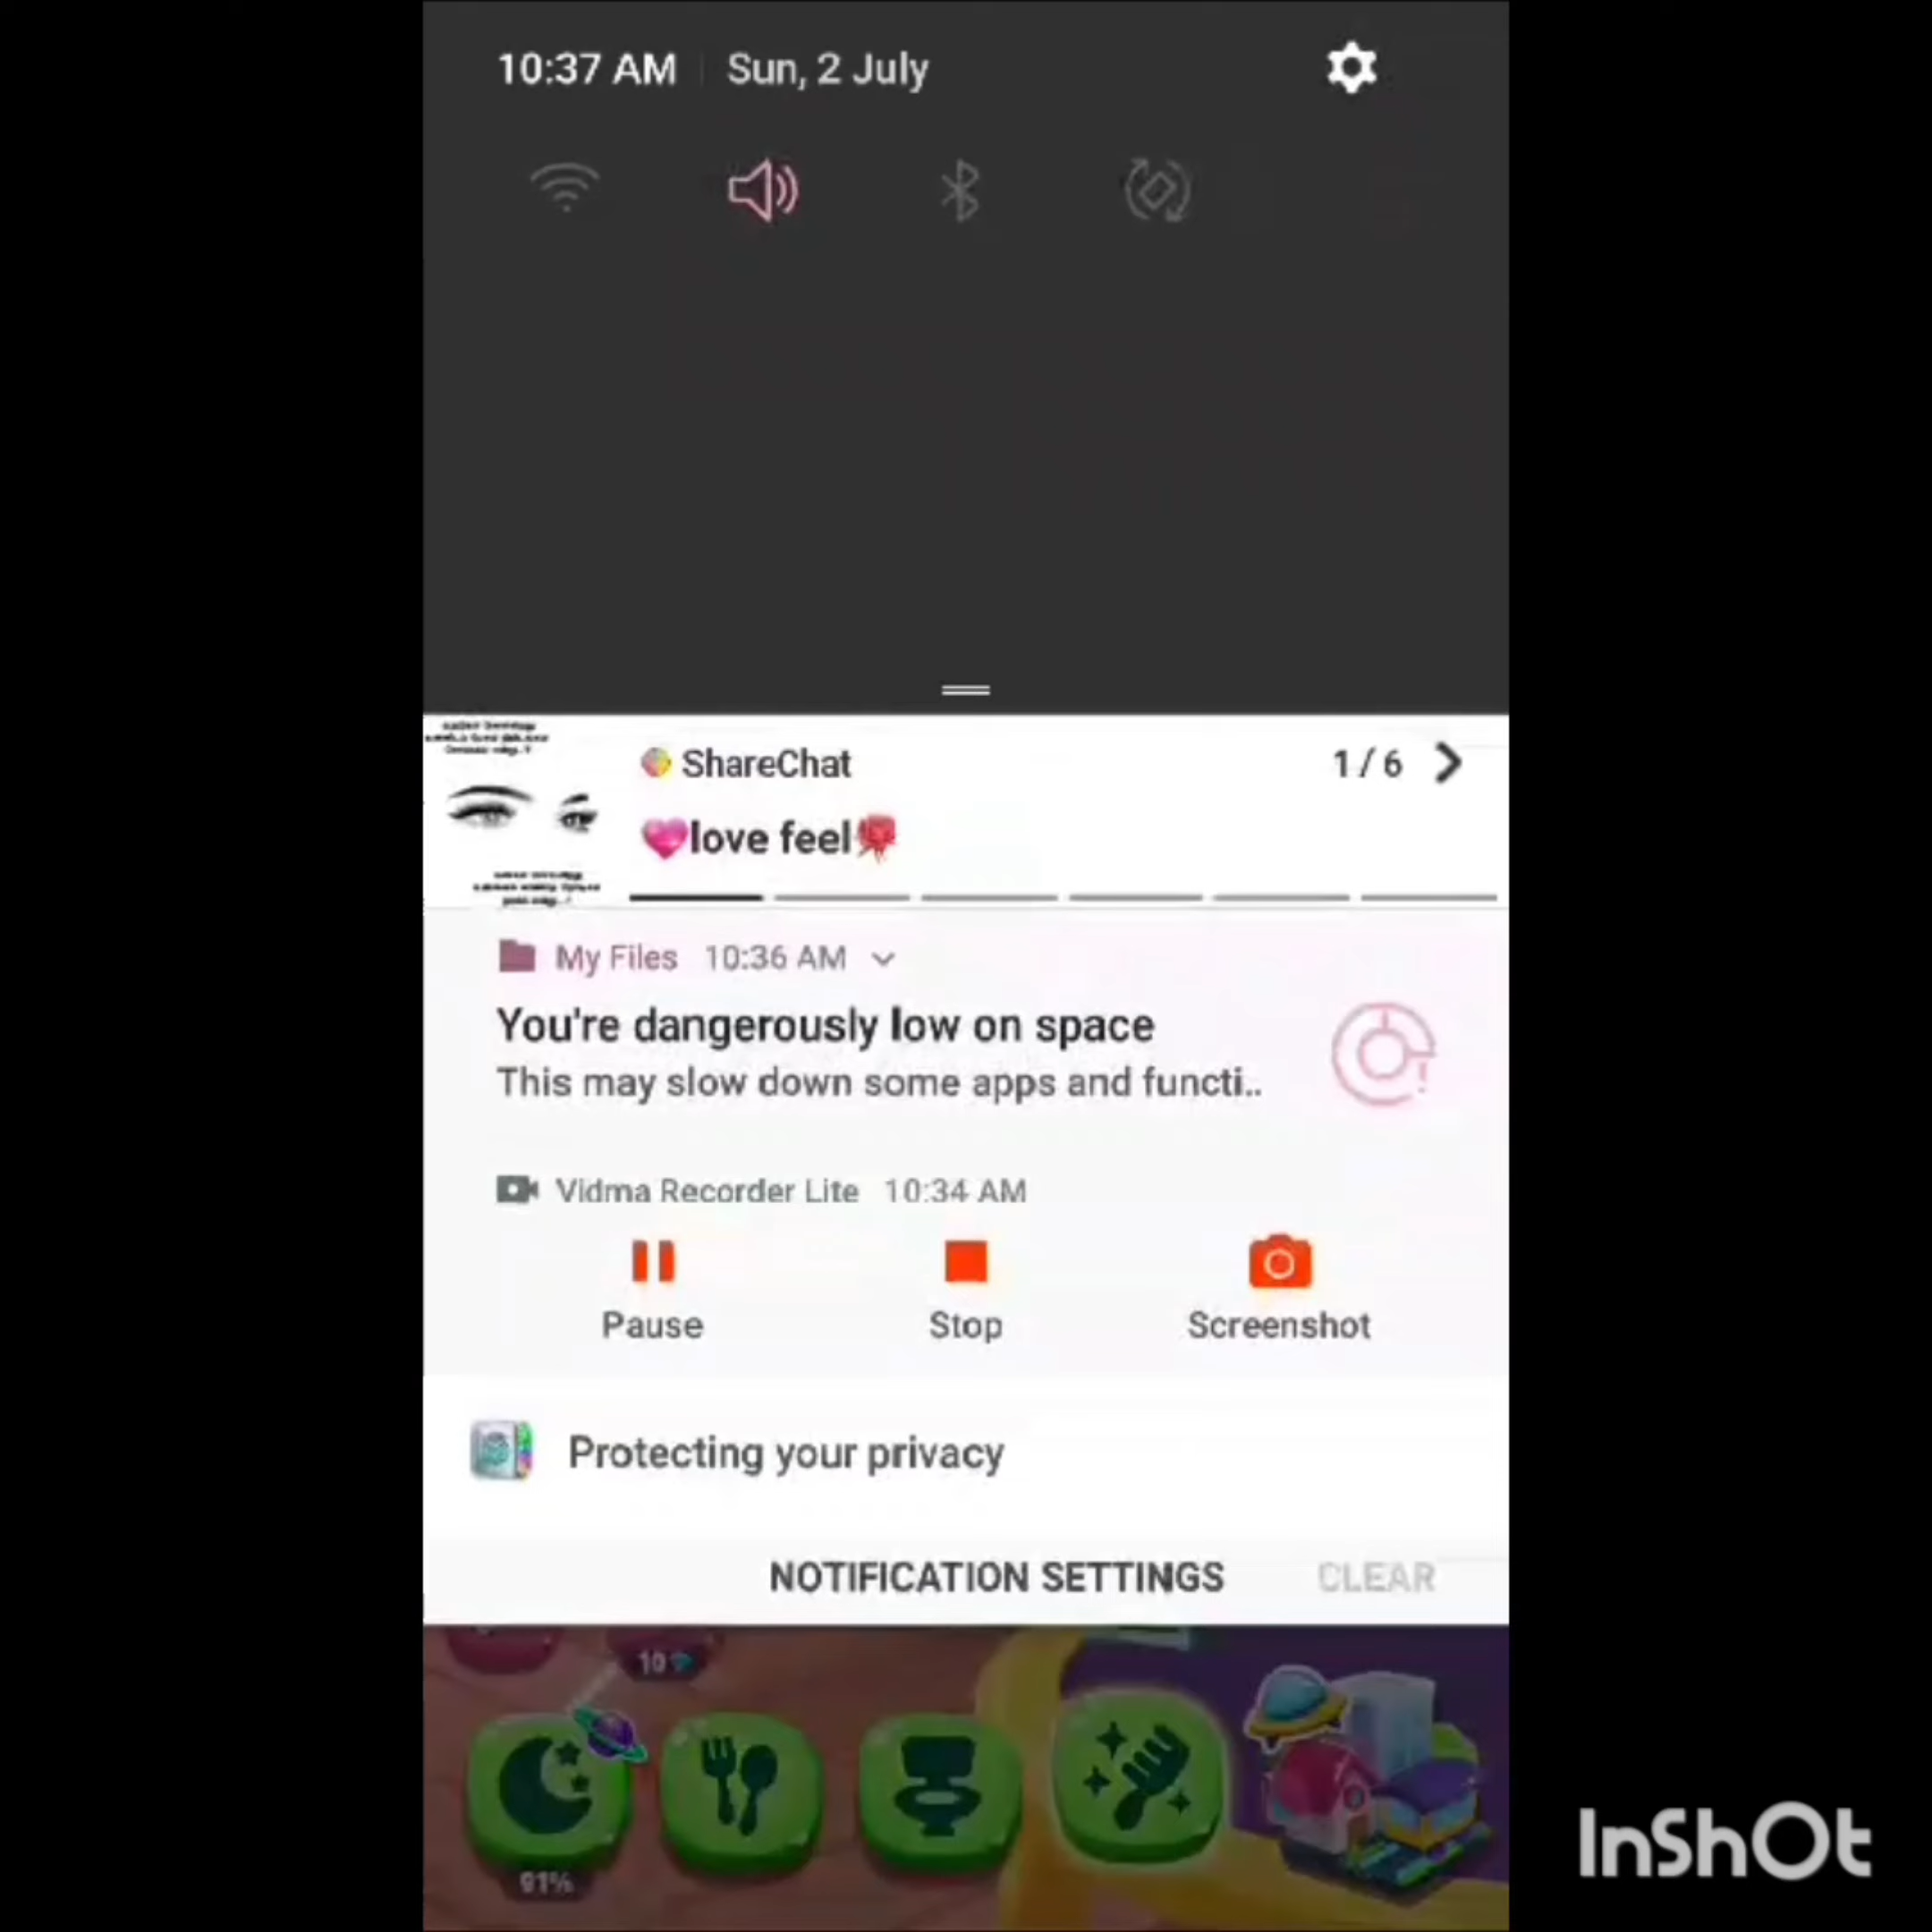 10:37 AM Sun, 2 July
ShareChat 1/6
💗love feel🌹
My Files 10:36 AM
You're dangerously low on space
This may slow down some apps and functi..
Vidma Recorder Lite 10:34 AM
Pause Stop Screenshot
Protecting your privacy
NOTIFICATION SETTINGS CLEAR
10
91%
InShOt